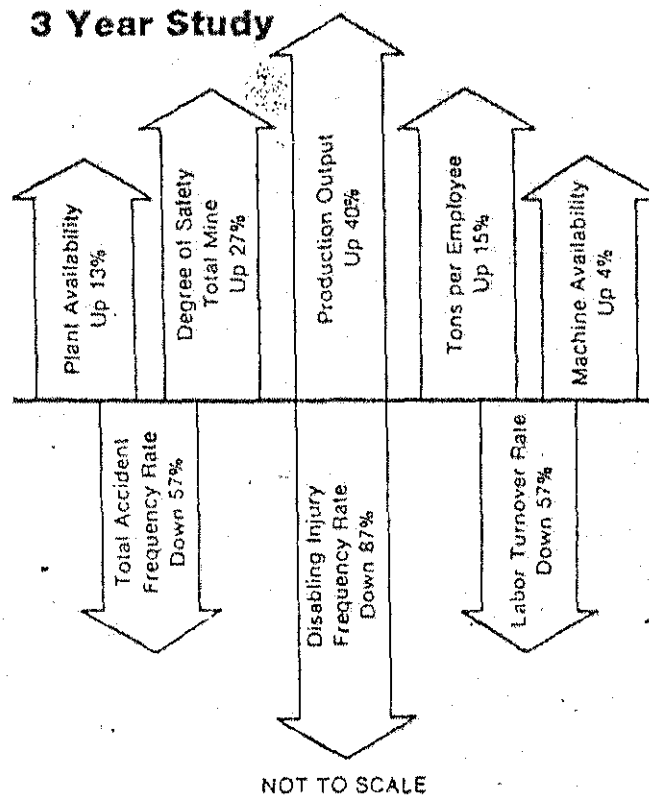 3 Year Study
Plant Availability
Up 13%
Degree of Safety
Total Mine
Up 27%
Production Output
Up 40%
Tons per Employee
Up 15%
Machine Availability
Up 4%
Total Accident
Frequency Rate
Down 57%
Disabling Injury
Frequency Rate
Down 87%
Labor Turnover Rate
Down 57%
NOT TO SCALE